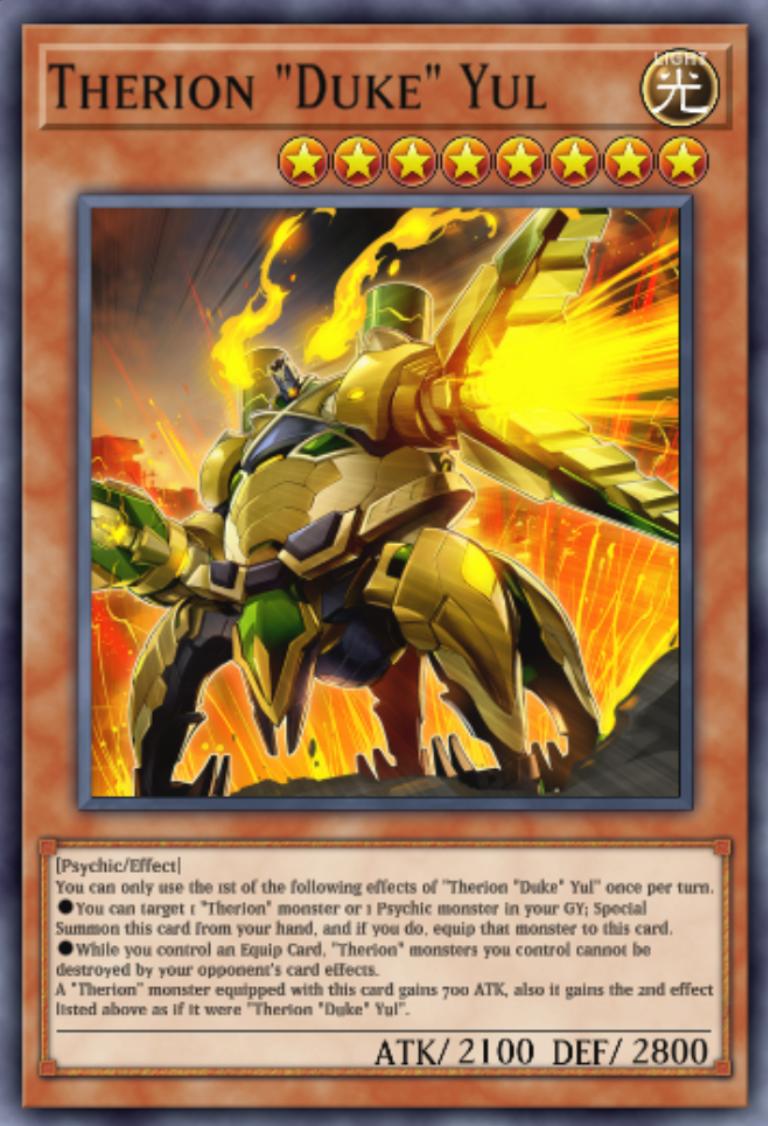 THERION "DUKE" YUL
LIGHT
光
[Psychic/Effect]
You can only use the 1st of the following effects of "Therion "Duke" Yul" once per turn.
●You can target 1 "Therion" monster or 1 Psychic monster in your GY; Special
Summon this card from your hand, and if you do, equip that monster to this card.
●While you control an Equip Card, "Therion" monsters you control cannot be
destroyed by your opponent's card effects.
A "Therion" monster equipped with this card gains 700 ATK, also it gains the 2nd effect
listed above as if it were "Therion "Duke" Yul".
ATK/ 2100 DEF/ 2800